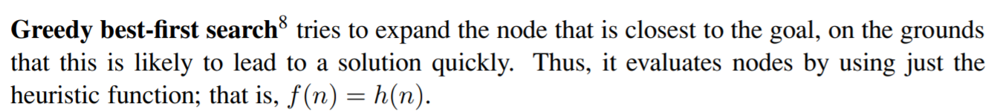 Greedy best-first search⁸ tries to expand the node that is closest to the goal, on the grounds
that this is likely to lead to a solution quickly. Thus, it evaluates nodes by using just the
heuristic function; that is, f(n) = h(n).